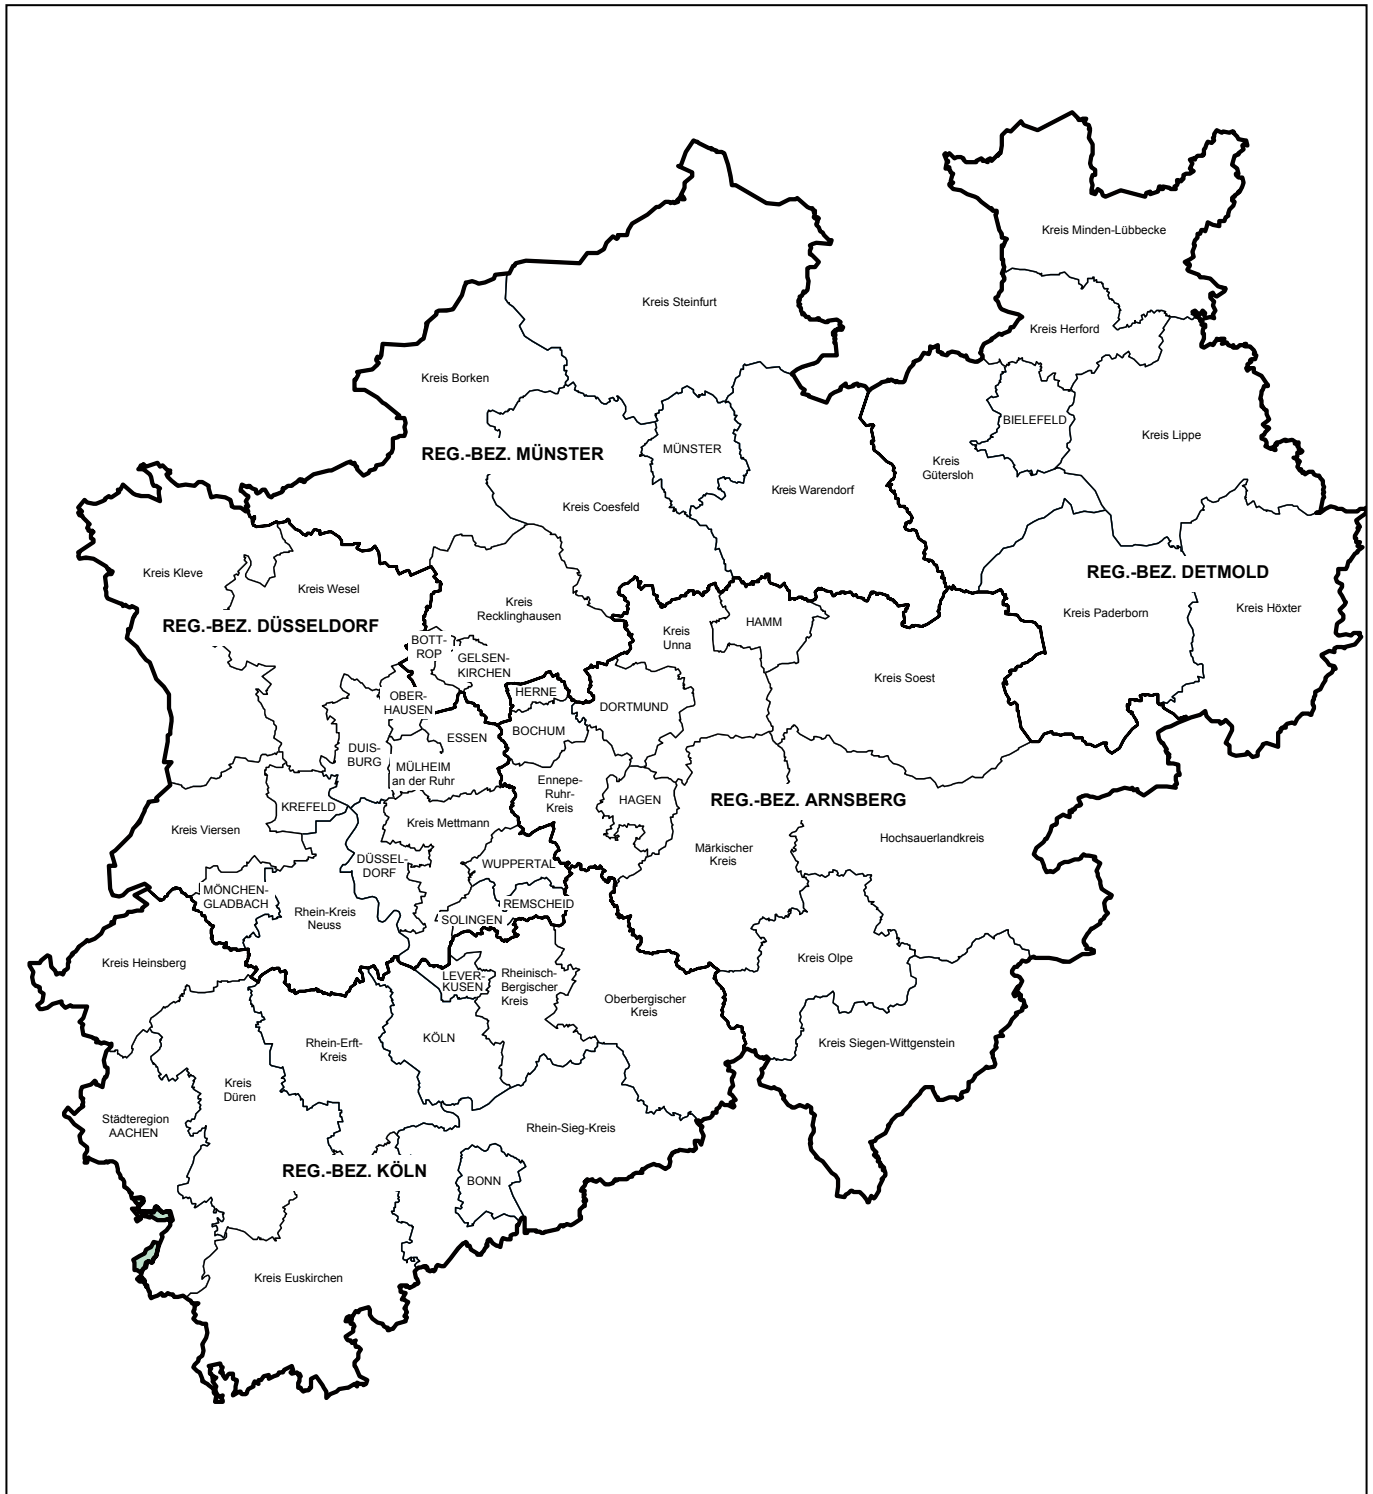 Kreis Minden-Lübbecke
Kreis Steinfurt
Kreis Herford
Kreis Borken
BIELEFELD
Kreis Lippe
REG.-BEZ. MÜNSTER
MÜNSTER
Kreis
Gütersloh
Kreis Warendorf
Kreis Coesfeld
Kreis Kleve
Kreis Wesel
REG.-BEZ. DETMOLD
Kreis
Recklinghausen
Kreis Paderborn
Kreis Höxter
REG.-BEZ. DÜSSELDORF
HAMM
Kreis
Unna
BOTT-
ROP
GELSEN-
KIRCHEN
Kreis Soest
HERNE
OBER-
HAUSEN
DORTMUND
BOCHUM
ESSEN
DUIS-
BURG
MÜLHEIM
an der Ruhr
Ennepe-
Ruhr-
Kreis
HAGEN
REG.-BEZ. ARNSBERG
KREFELD
Kreis Viersen
Kreis Mettmann
Hochsauerlandkreis
Märkischer
Kreis
DÜSSEL-
DORF
WUPPERTAL
MÖNCHEN-
GLADBACH
REMSCHEID
Rhein-Kreis
Neuss
SOLINGEN
Kreis Heinsberg
Kreis Olpe
LEVER-
KUSEN
Rheinisch-
Bergischer
Kreis
Oberbergischer
Kreis
Rhein-Erft-
Kreis
KÖLN
Kreis Siegen-Wittgenstein
Kreis
Düren
Städteregion
AACHEN
Rhein-Sieg-Kreis
REG.-BEZ. KÖLN
BONN
Kreis Euskirchen